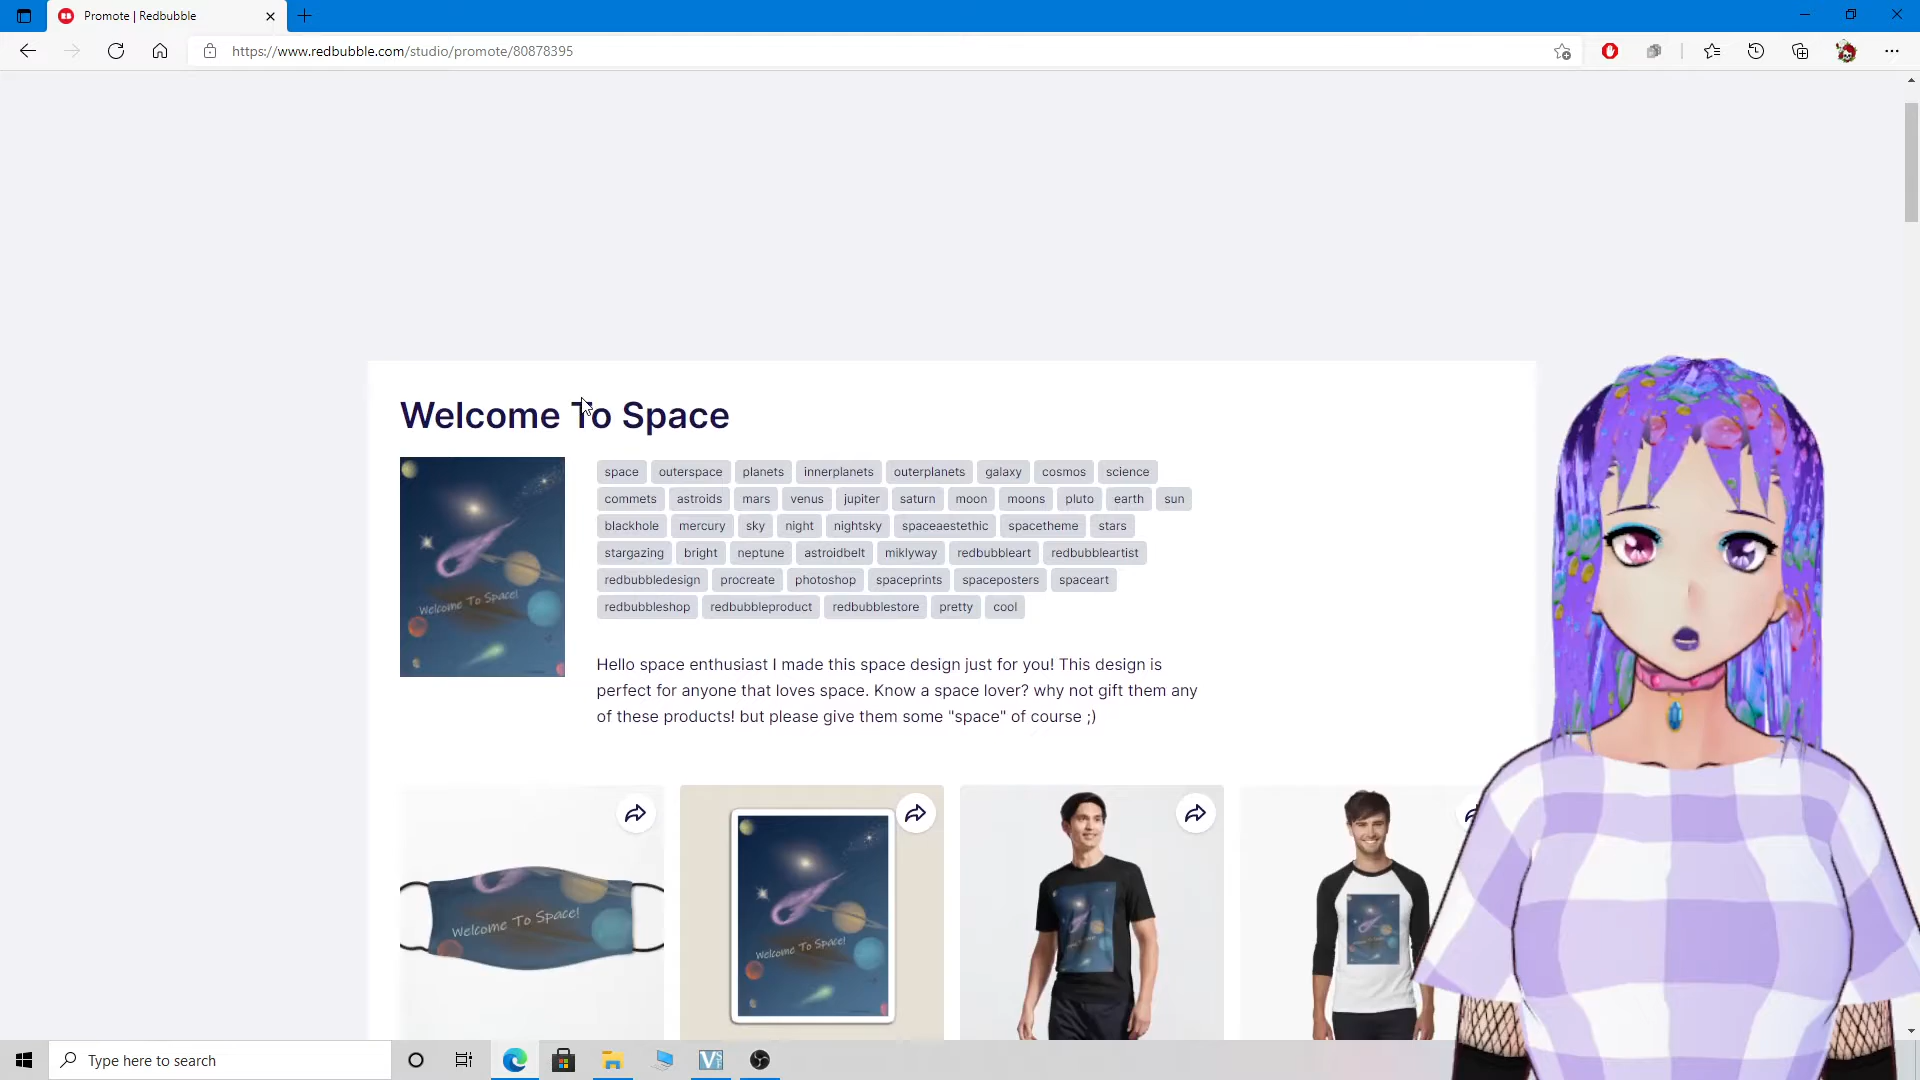 Promote | Redbubble
https://www.redbubble.com/studio/promote/80878395
Welcome To Space
space outerspace planets innerplanets outerplanets galaxy cosmos science
commets astroids mars venus jupiter saturn moon moons pluto earth sun
blackhole mercury sky night nightsky spaceaestethic spacetheme stars
stargazing bright neptune astroidbelt miklyway redbubbleart redbubbleartist
redbubbledesign procreate photoshop spaceprints spaceposters spaceart
redbubbleshop redbubbleproduct redbubblestore pretty cool
Welcome To Space!
Hello space enthusiast I made this space design just for you! This design is
perfect for anyone that loves space. Know a space lover? why not gift them any
of these products! but please give them some "space" of course ;)
Welcome To Space!
Welcome To Space!
Type here to search